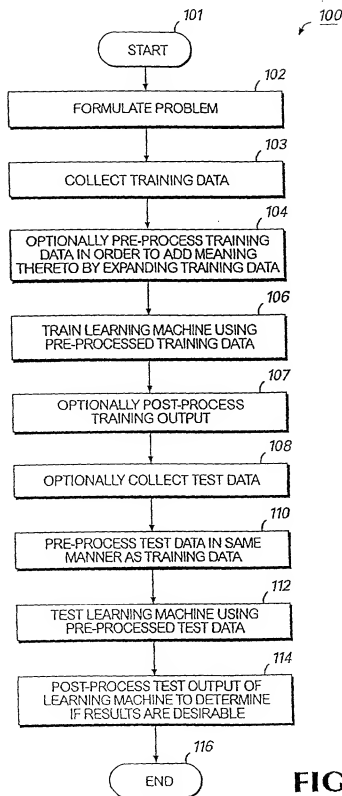 101
100
START
102
FORMULATE PROBLEM
103
COLLECT TRAINING DATA
104
OPTIONALLY PRE-PROCESS TRAINING
DATA IN ORDER TO ADD MEANING
THERETO BY EXPANDING TRAINING DATA
106
TRAIN LEARNING MACHINE USING
PRE-PROCESSED TRAINING DATA
107
OPTIONALLY POST-PROCESS
TRAINING OUTPUT
108
OPTIONALLY COLLECT TEST DATA
110
PRE-PROCESS TEST DATA IN SAME
MANNER AS TRAINING DATA
112
TEST LEARNING MACHINE USING
PRE-PROCESSED TEST DATA
114
POST-PROCESS TEST OUTPUT OF
LEARNING MACHINE TO DETERMINE
IF RESULTS ARE DESIRABLE
116
END
FIG